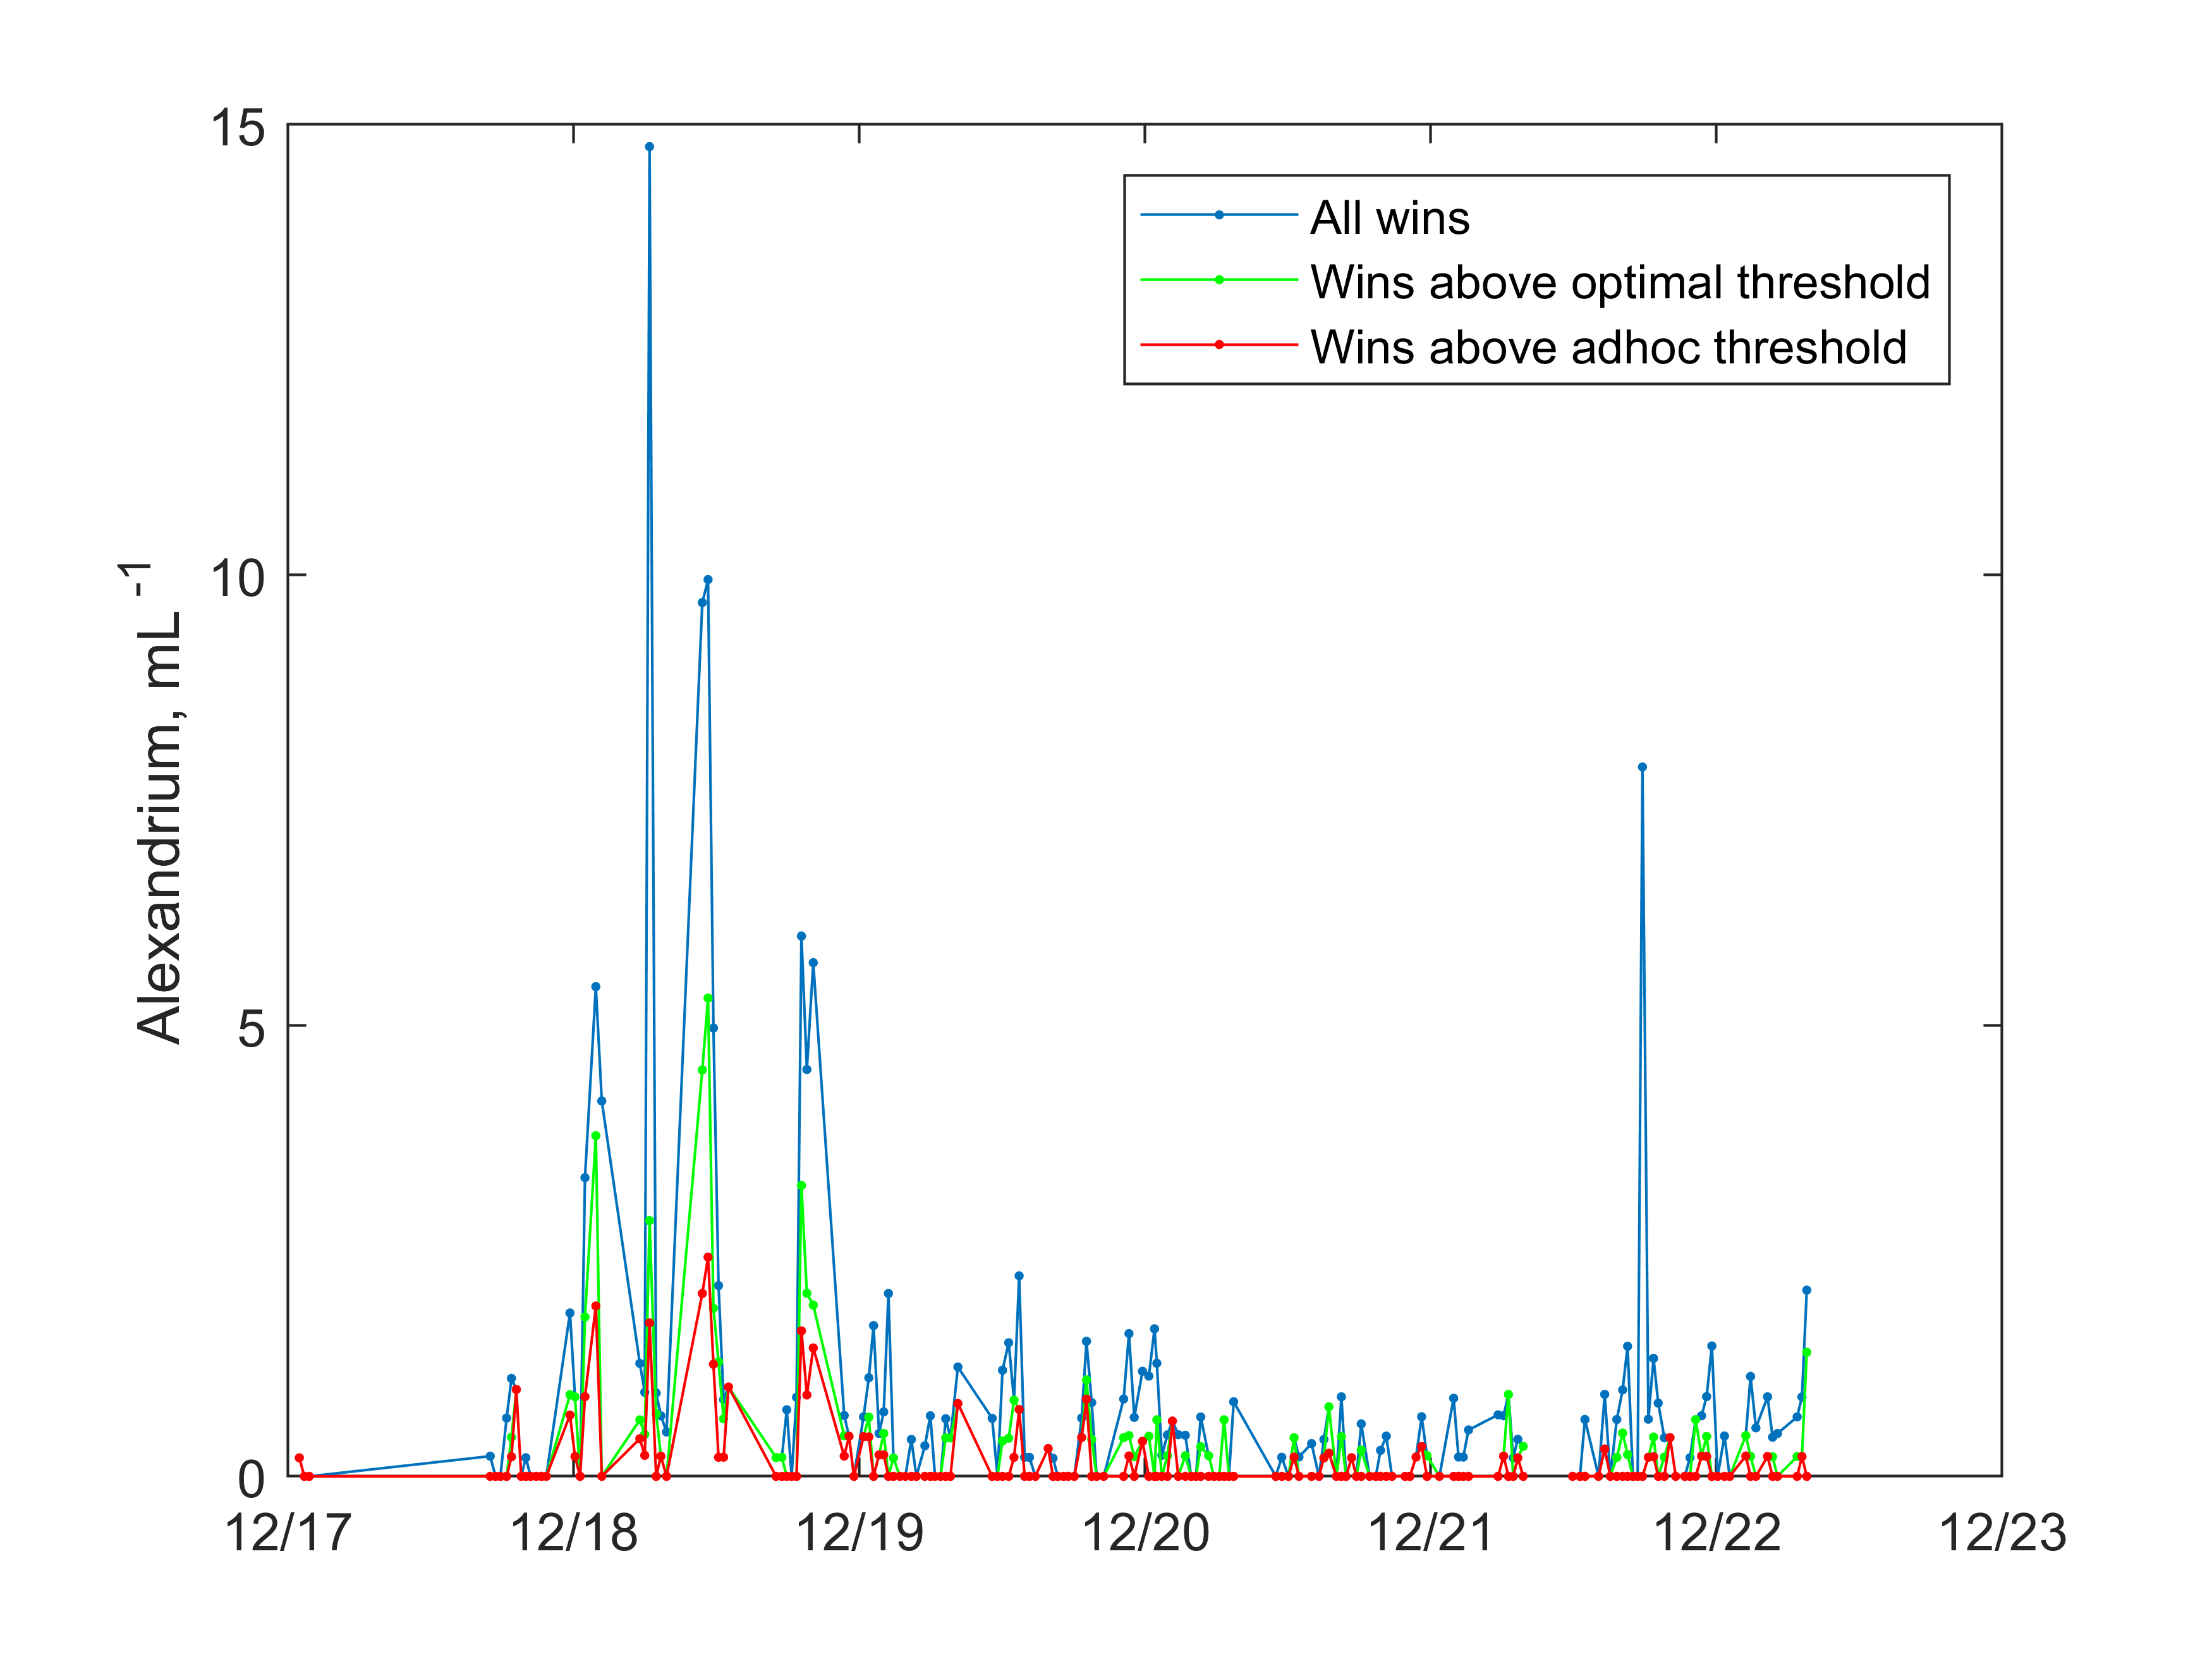 15
10
5
0
Alexandrium, mL⁻¹
All wins
Wins above optimal threshold
Wins above adhoc threshold
12/17 12/18 12/19 12/20 12/21 12/22 12/23